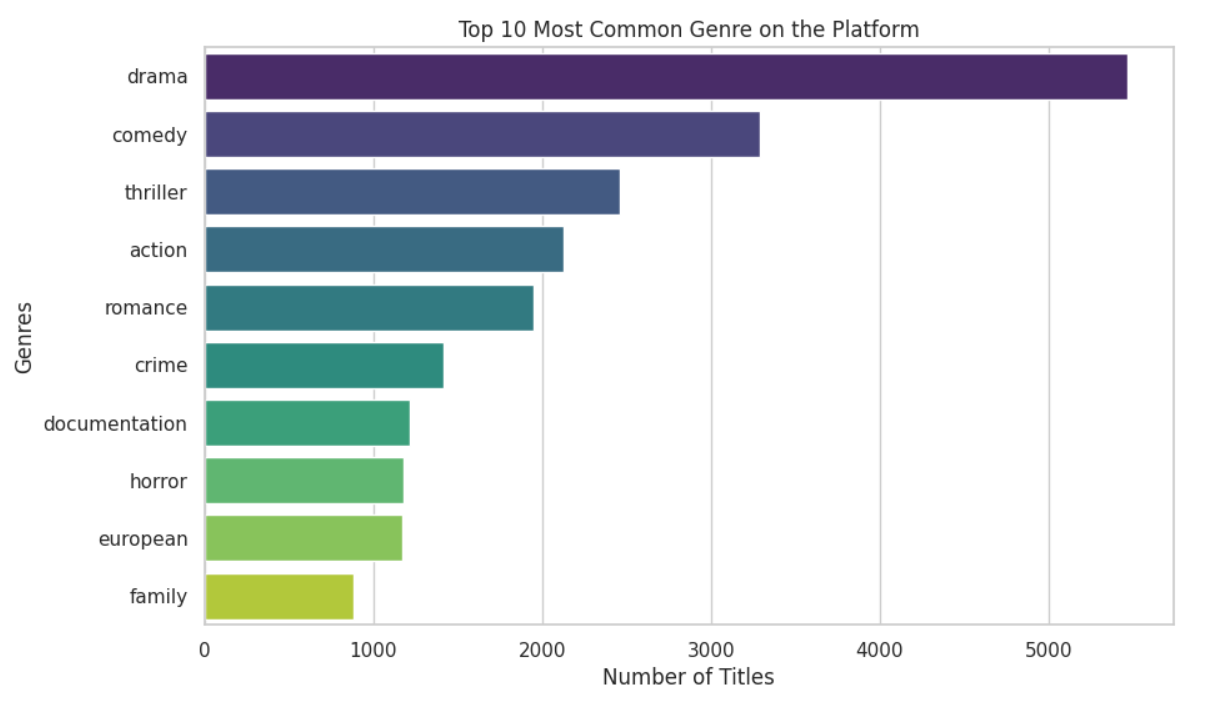 Top 10 Most Common Genre on the Platform
Genres
drama
comedy
thriller
action
romance
crime
documentation
horror
european
family
0 1000 2000 3000 4000 5000
Number of Titles